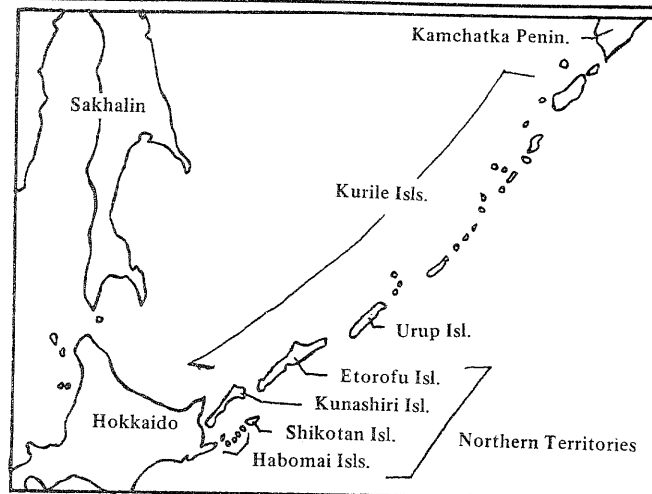 Kamchatka Penin.
Sakhalin
Kurile Isls.
Urup Isl.
Etorofu Isl.
Kunashiri Isl.
Hokkaido
Shikotan Isl.
Northern Territories
Habomai Isls.